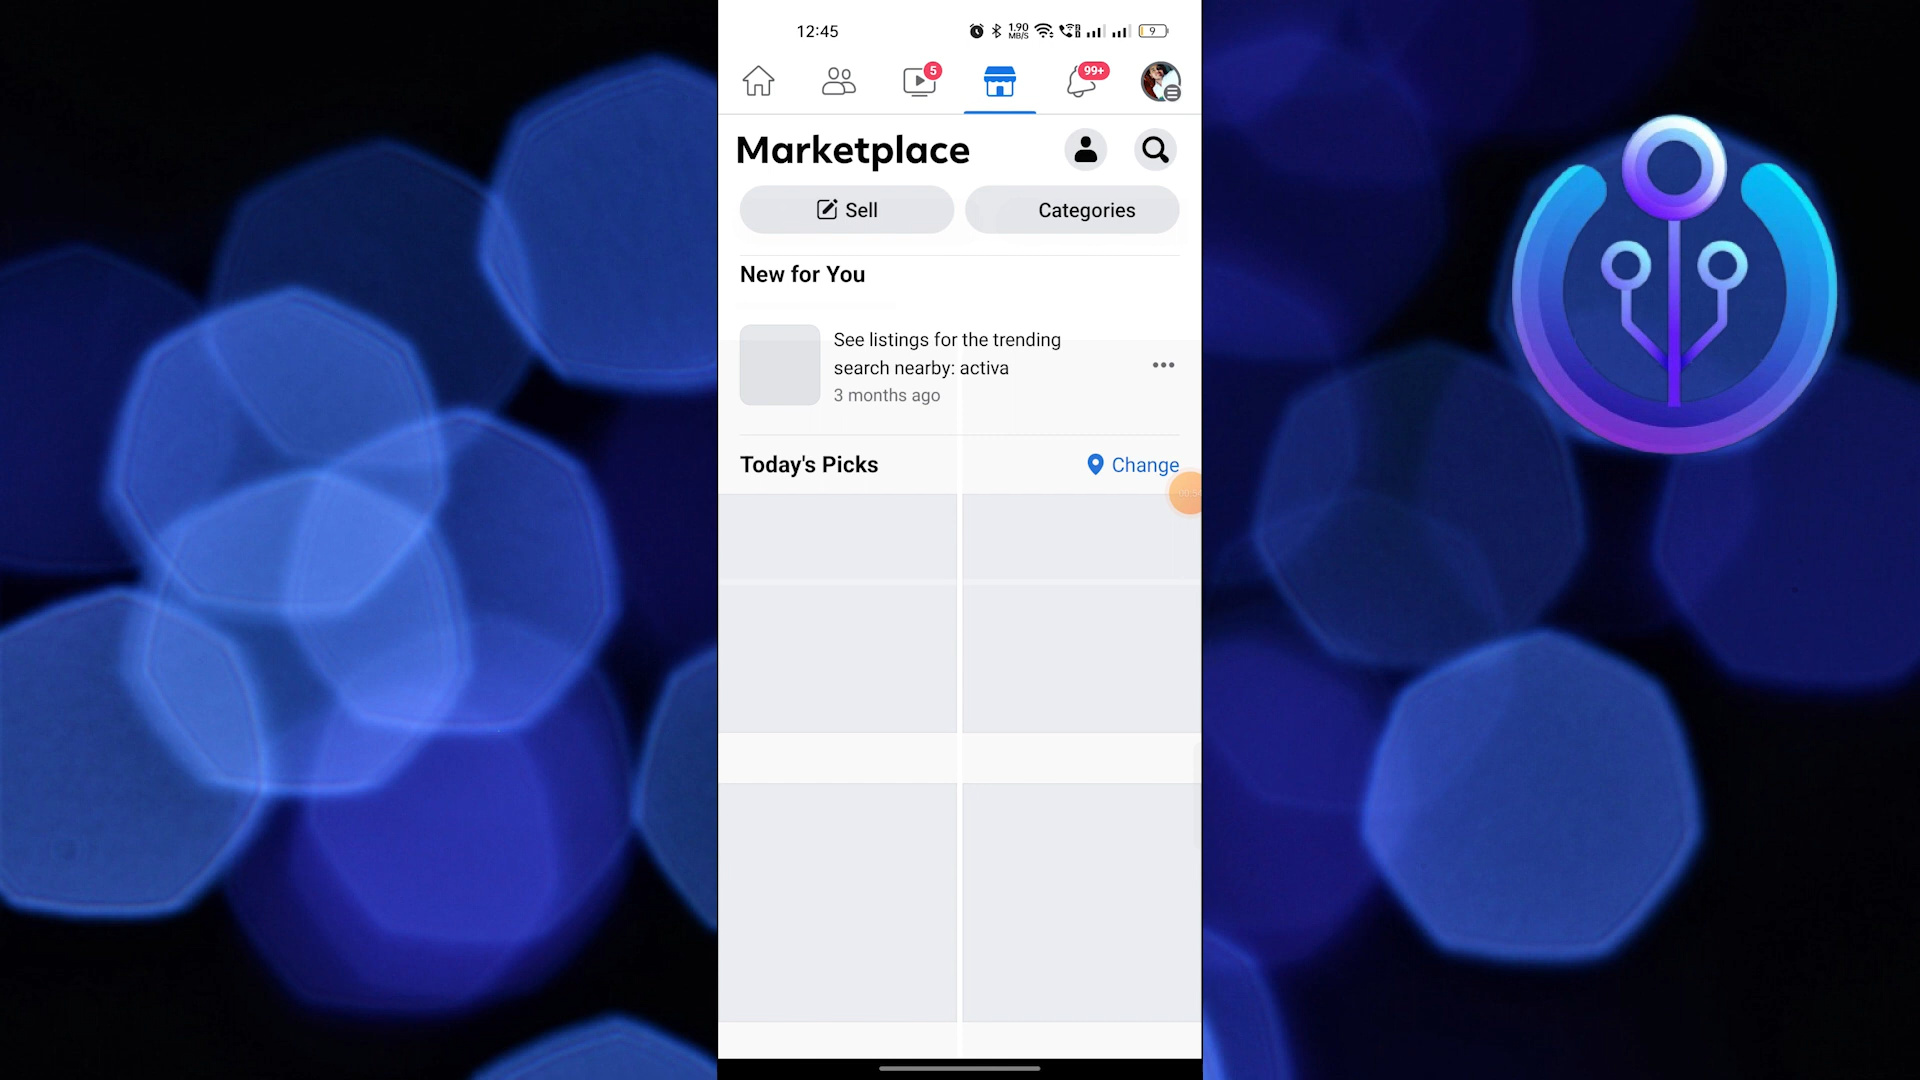 12:45
1.90
MB/S
9
5
99+
Marketplace
Sell
Categories
New for You
See listings for the trending
search nearby: activa
3 months ago
Today's Picks
Change